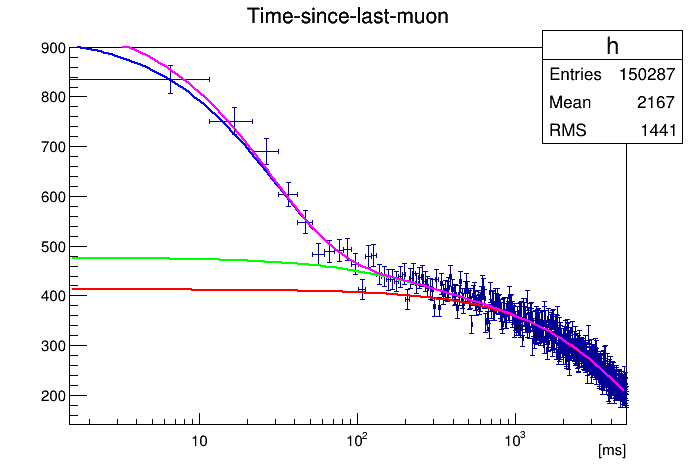 Time-since-last-muon
h
Entries 150287
Mean 2167
RMS 1441
900
800
700
600
500
400
300
200
10
10²
10³
[ms]